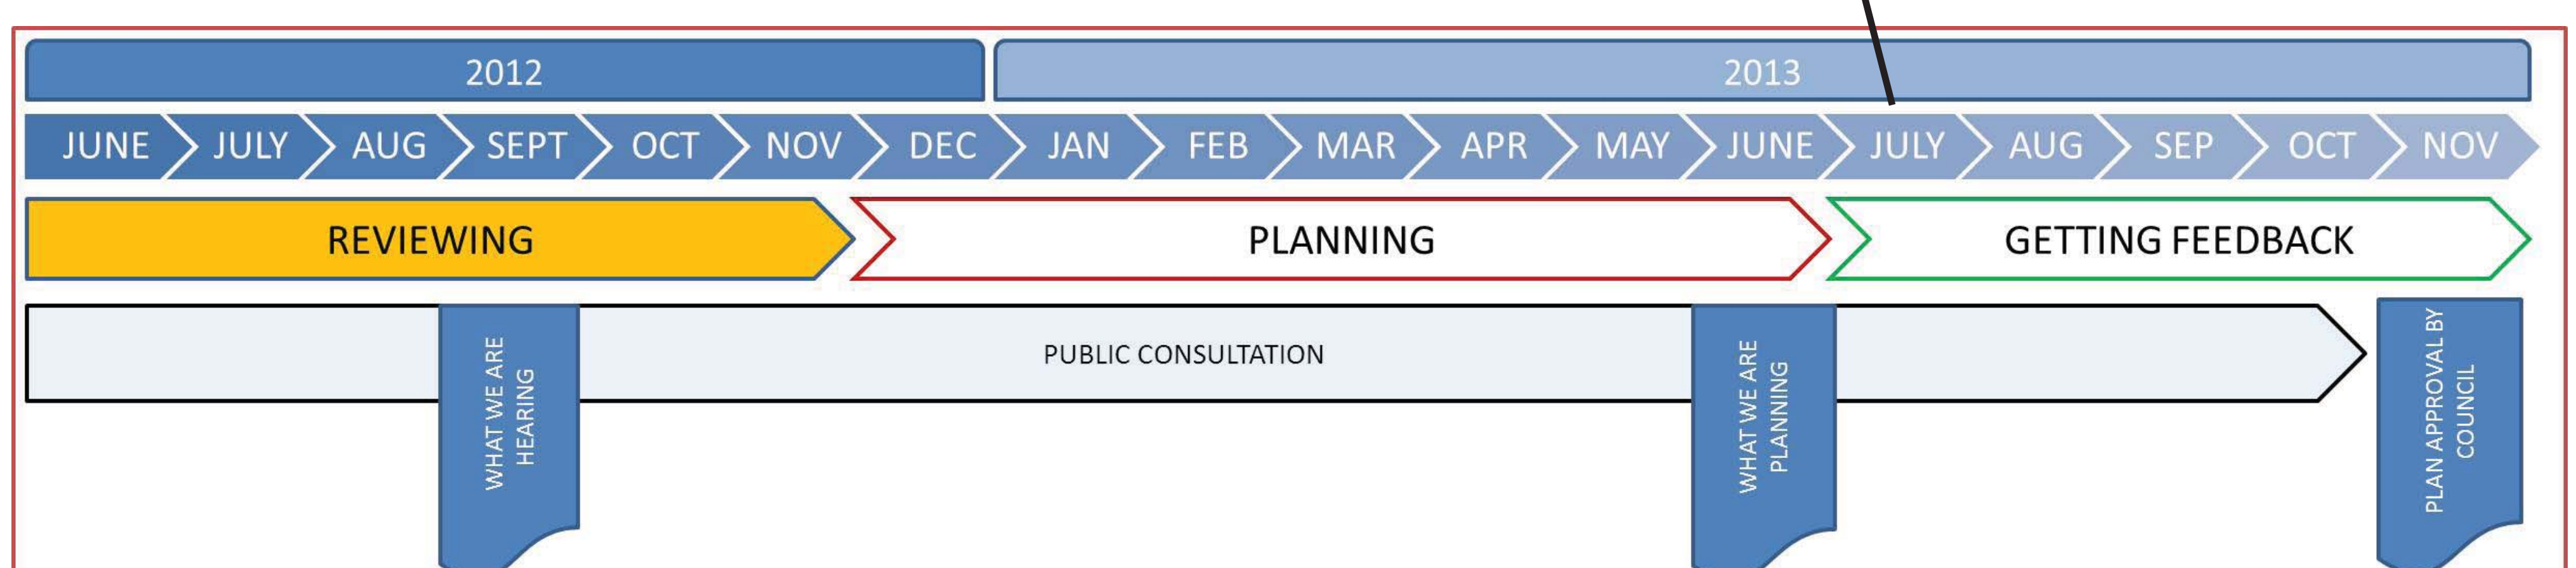 2012
2013
JUNE JULY AUG SEPT OCT NOV DEC JAN FEB MAR APR MAY JUNE JULY AUG SEP OCT NOV
REVIEWING
PLANNING
GETTING FEEDBACK
PUBLIC CONSULTATION
WHAT WE ARE
HEARING
WHAT WE ARE
PLANNING
PLAN APPROVAL BY
COUNCIL